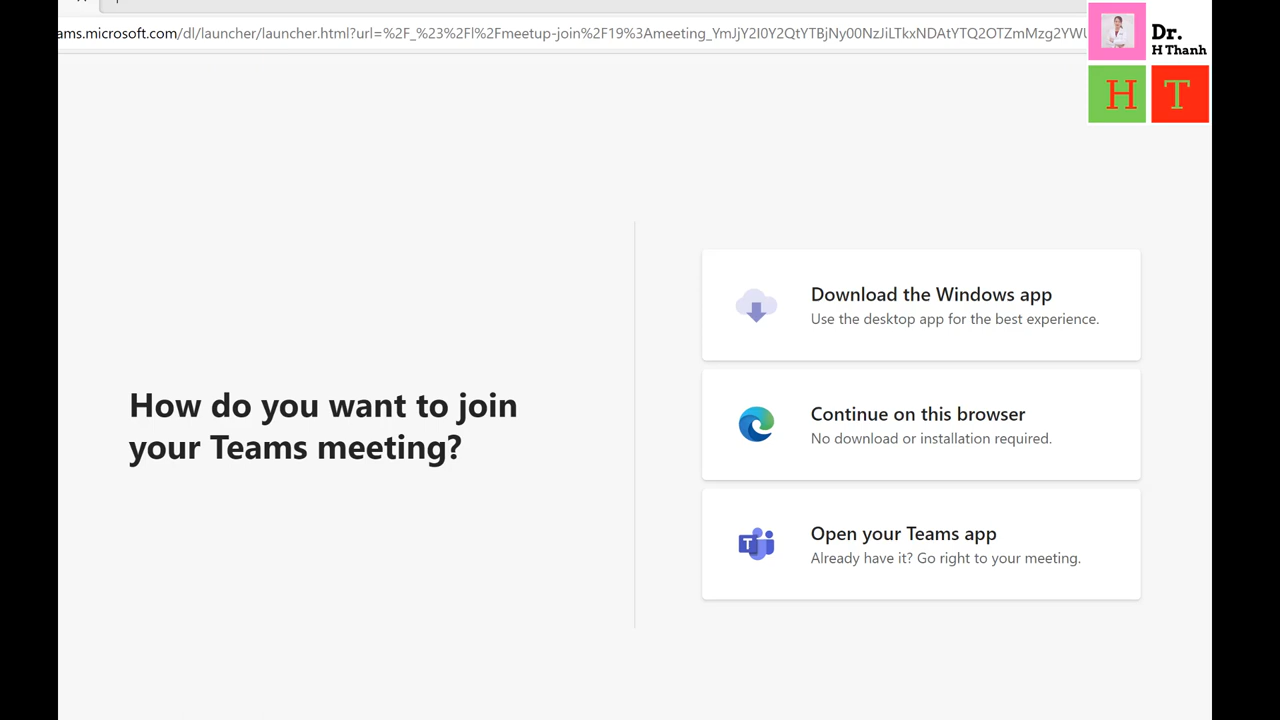 ams.microsoft.com/dl/launcher/launcher.html?url=%2F_%23%2Fl%2Fmeetup-join%2F19%3Ameeting_YmJjY2I0Y2QtYTBjNy00NzJiLTkxNDAtYTQ2OTZmMzg2YWU
Dr.
H Thanh
H T
How do you want to join
your Teams meeting?
Download the Windows app
Use the desktop app for the best experience.
Continue on this browser
No download or installation required.
T
Open your Teams app
Already have it? Go right to your meeting.